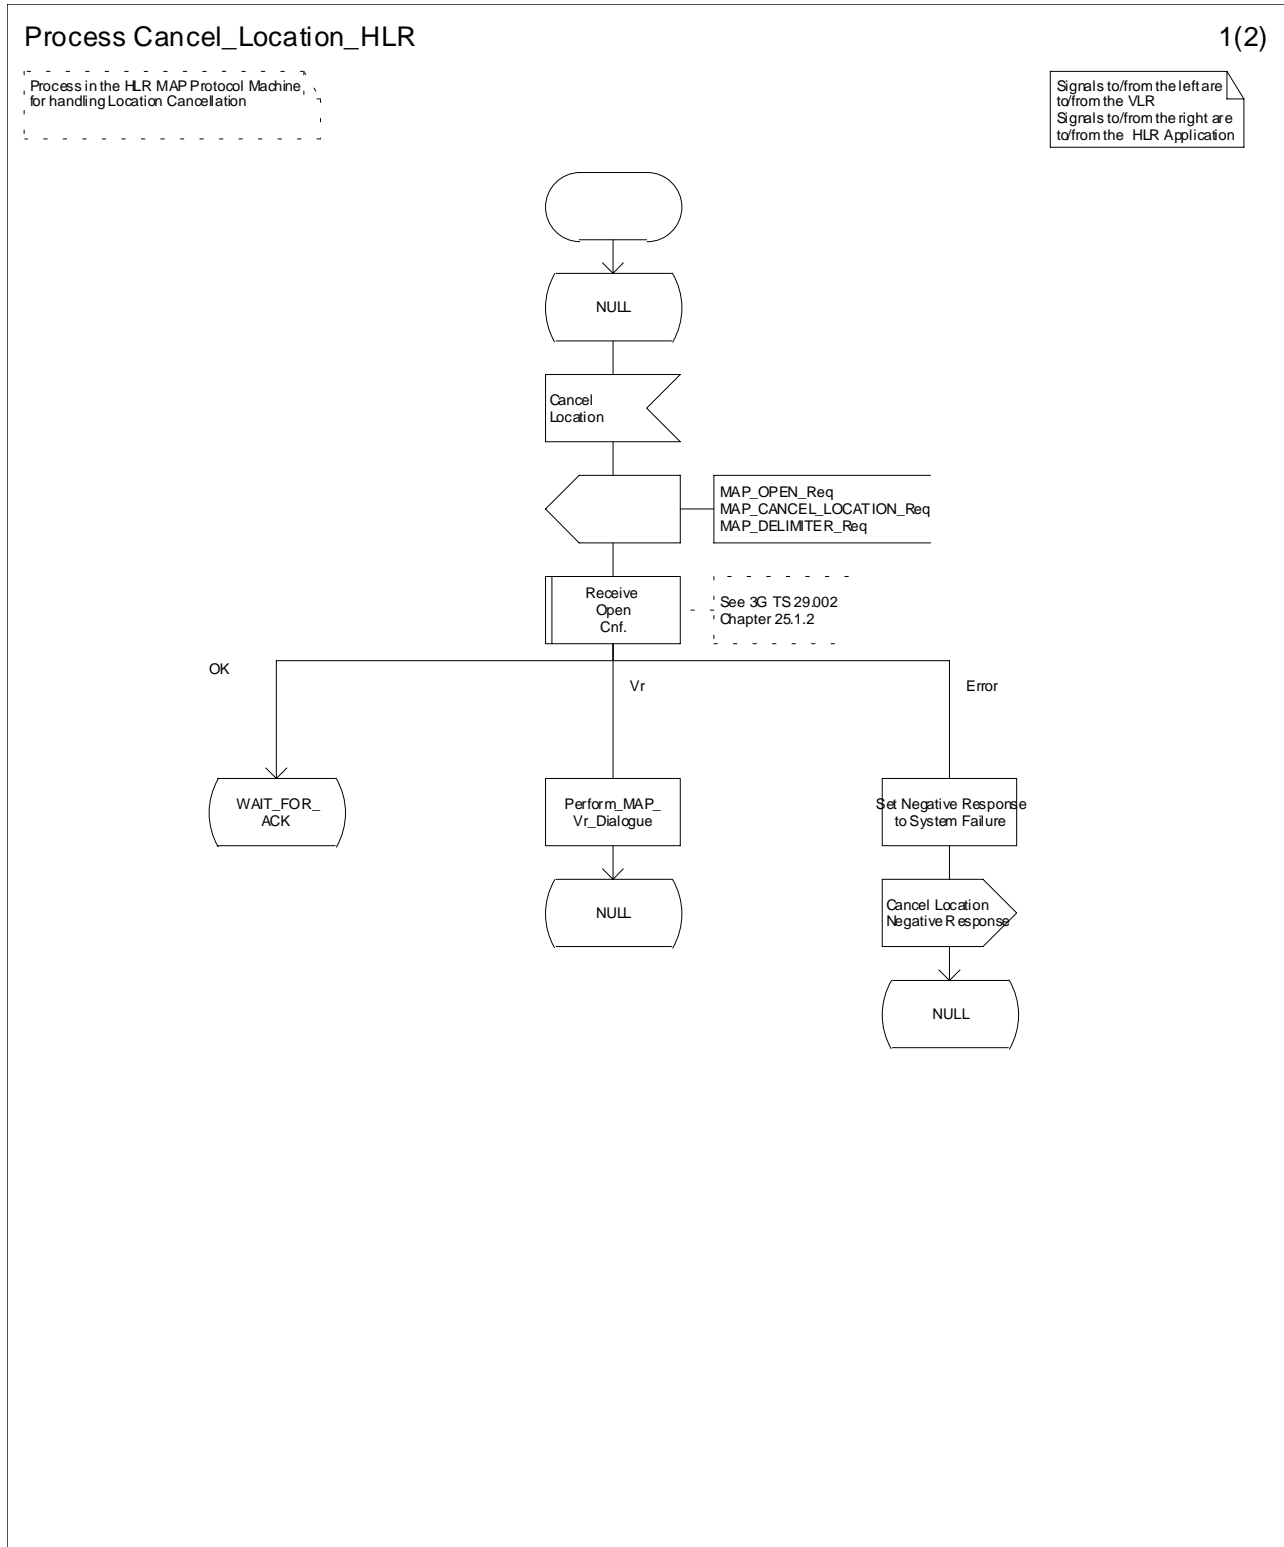 Process Cancel_Location_HLR
1(2)
Process in the HLR MAP Protocol Machine
for handling Location Cancellation
Signals to/from the left are
to/from the VLR
Signals to/from the right are
to/from the HLR Application
NULL
Cancel
Location
MAP_OPEN_Req
MAP_CANCEL_LOCATION_Req
MAP_DELIMITER_Req
Receive
Open
Cnf.
See 3G TS 29.002
Chapter 25.1.2
OK
Vr
Error
WAIT_FOR_
ACK
Perform_MAP_
Vr_Dialogue
Set Negative Response
to System Failure
NULL
Cancel Location
Negative Response
NULL